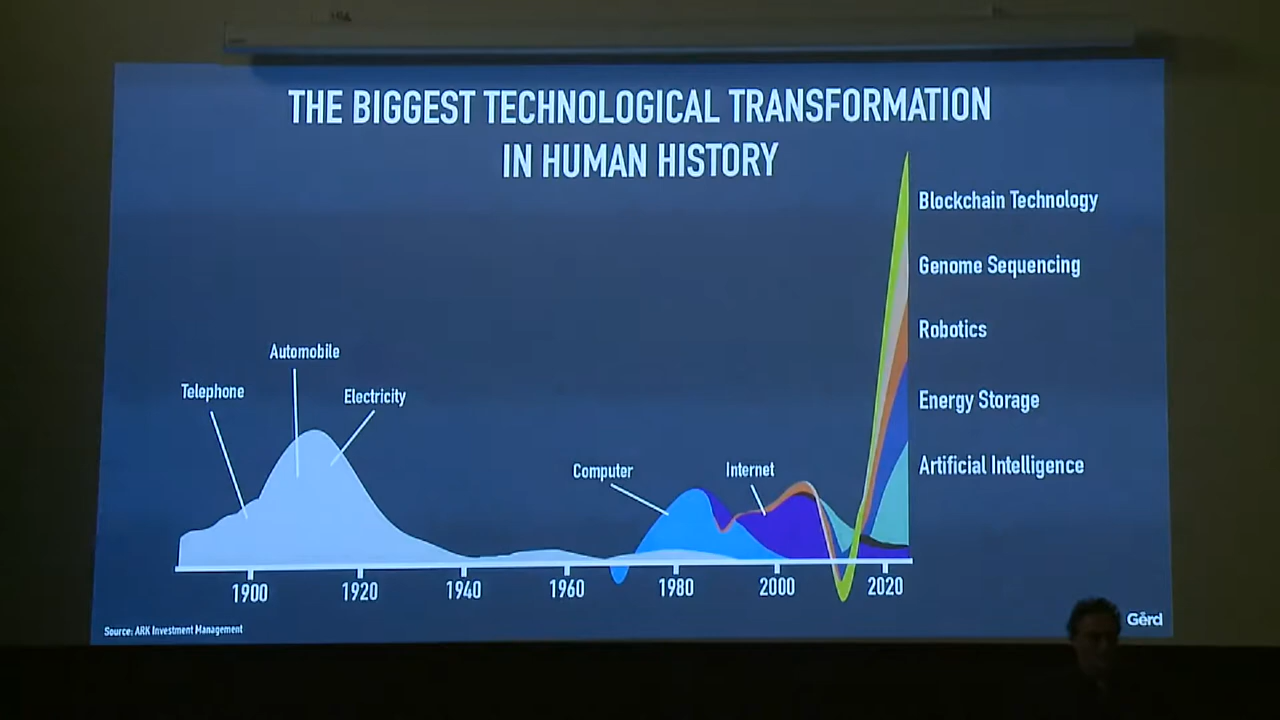 THE BIGGEST TECHNOLOGICAL TRANSFORMATION
IN HUMAN HISTORY
Blockchain Technology
Genome Sequencing
Robotics
Energy Storage
Artificial Intelligence
Automobile
Telephone
Electricity
Computer
Internet
1900
1920
1940
1960
1980
2000
2020
Source: ARK Investment Management
Gērd